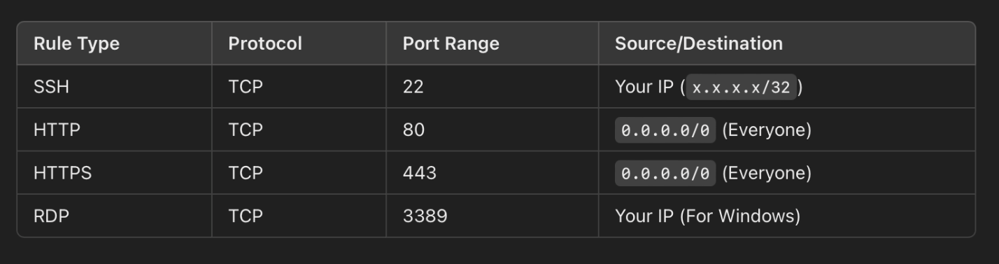 Rule Type Protocol Port Range Source/Destination
SSH TCP 22 Your IP (x.x.x.x/32)
HTTP TCP 80 0.0.0.0/0 (Everyone)
HTTPS TCP 443 0.0.0.0/0 (Everyone)
RDP TCP 3389 Your IP (For Windows)